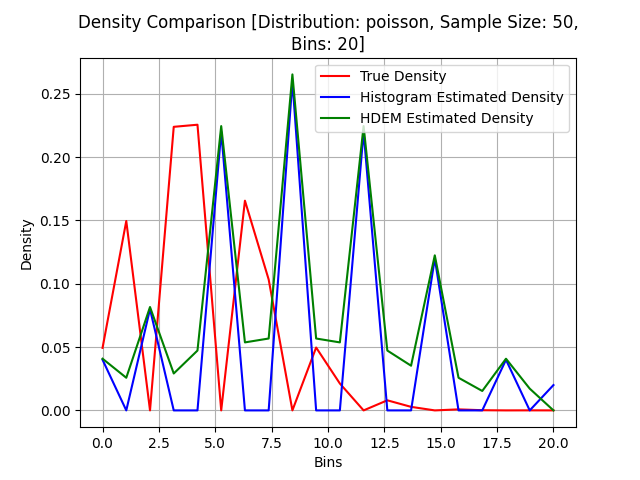 Density Comparison [Distribution: poisson, Sample Size: 50,
Bins: 20]
True Density
Histogram Estimated Density
HDEM Estimated Density
Density
0.25
0.20
0.15
0.10
0.05
0.00
0.0 2.5 5.0 7.5 10.0 12.5 15.0 17.5 20.0
Bins